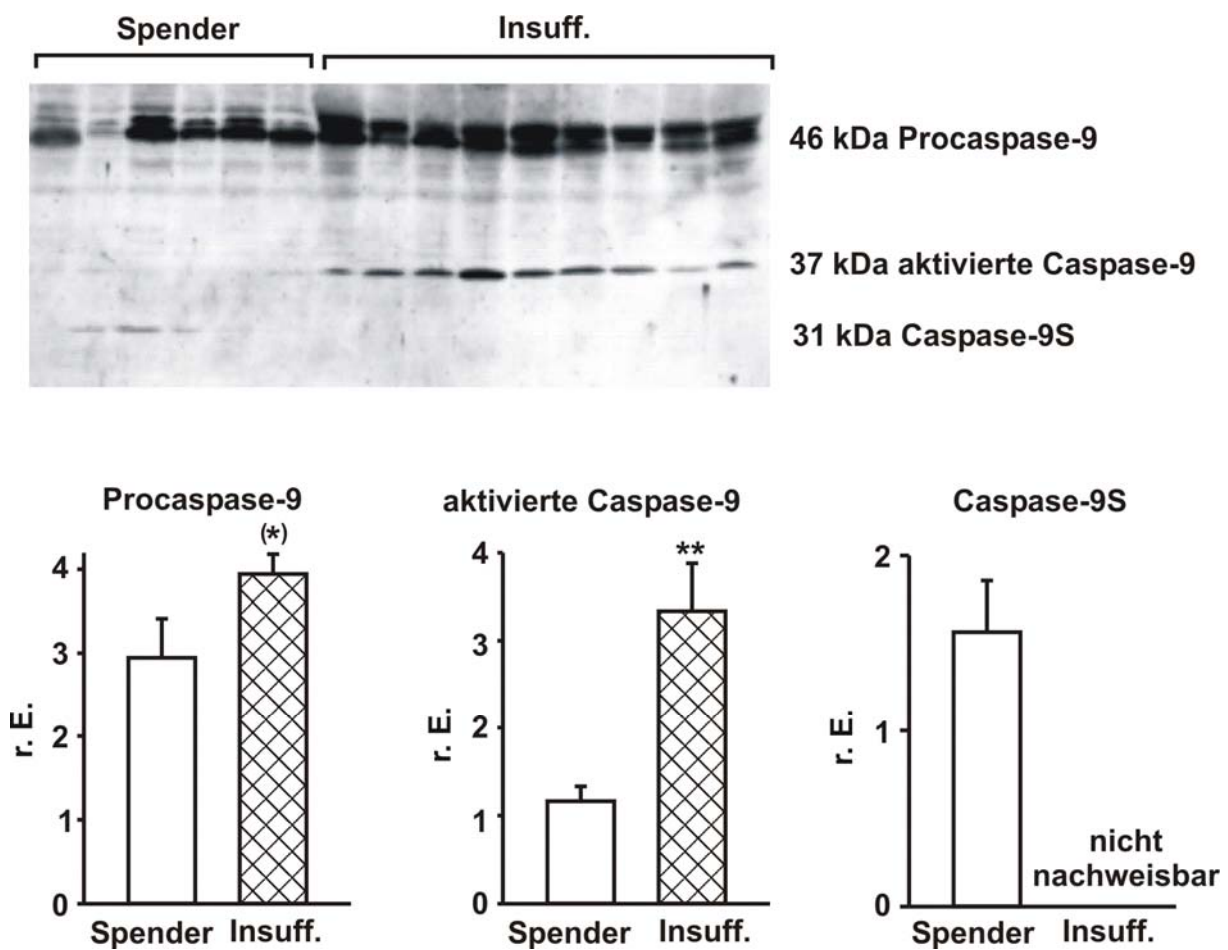 Spender Insuff.
46 kDa Procaspase-9
37 kDa aktivierte Caspase-9
31 kDa Caspase-9S
Procaspase-9
(*)
4
3
2
1
0
r. E.
Spender Insuff.
aktivierte Caspase-9
**
4
3
2
1
0
r. E.
Spender Insuff.
Caspase-9S
2
1
0
r. E.
nicht
nachweisbar
Spender Insuff.